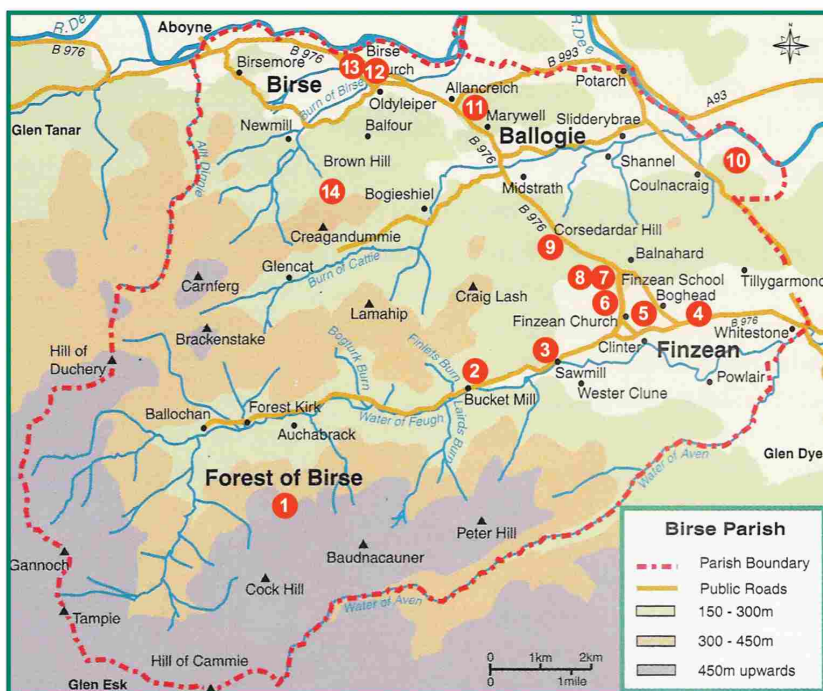 Aboyne
R.Dee
B 976
Birse
Church
13
12
R.Dee
N
Birsemore
Birse
B 993
Potarch
Burn of Birse
Oldyleiper
Allancreich
A93
Glen Tanar
Newmill
Balfour
11
Marywell
Slidderybrae
Ballogie
Allt Dinnie
Brown Hill
B 976
Shannel
10
14
Bogieshiel
Midstrath
Coulnacraig
Creagandummie
B 976
Corsedardar Hill
9
Balnahard
Glencat
Burn of Cattie
Carnferg
Craig Lash
8
7
Finzean School
Tillygarmond
Lamahip
6
Boghead
Brackenstake
Finzean Church
5
4
B 976
Whitestone
Hill of
Duchery
Bogturk Burn
Finlets Burn
3
Clinter
Finzean
2
Sawmill
Powlair
Ballochan
Forest Kirk
Water of Feugh
Bucket Mill
Wester Clune
Auchabrack
Lairds Burn
Glen Dye
Forest of Birse
Water of Aven
1
Peter Hill
Birse Parish
Gannoch
Baudnacauner
Parish Boundary
Cock Hill
Public Roads
Tampie
Water of Aven
150 - 300m
300 - 450m
Hill of Cammie
0 1km 2km
450m upwards
Glen Esk
0 1mile